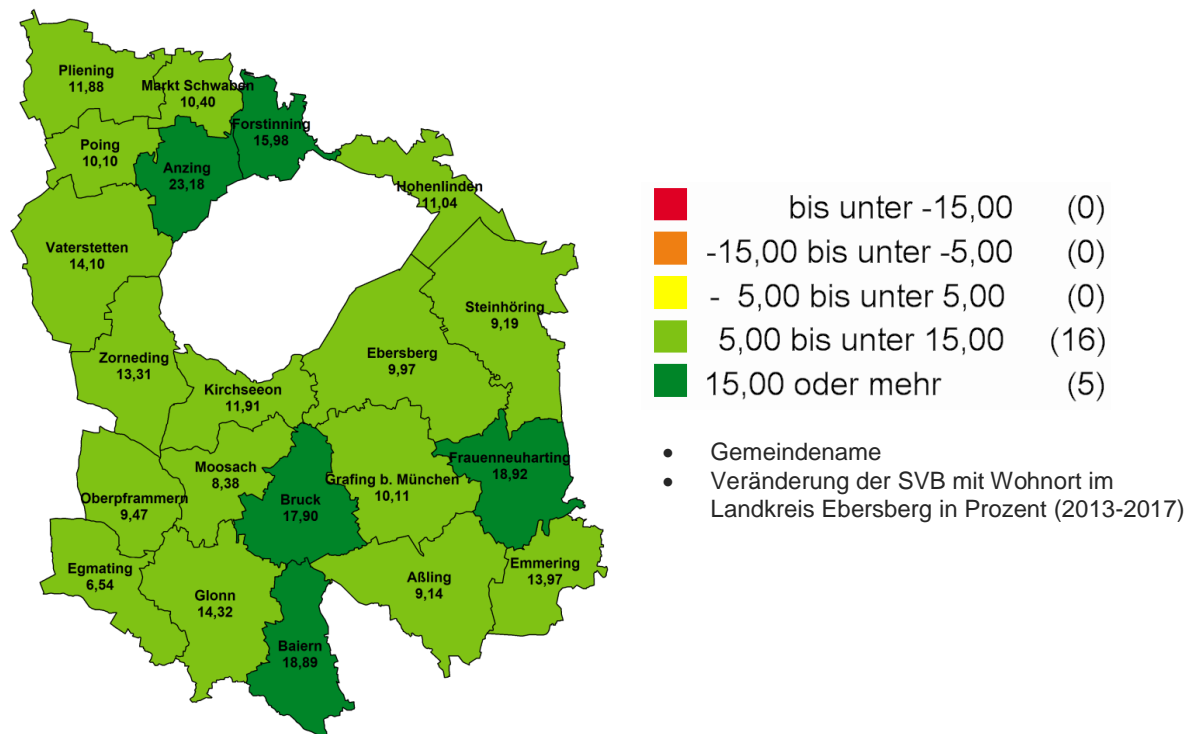 Pliening
11,88
Markt Schwaben
10,40
Forstinning
15,98
Poing
10,10
Anzing
23,18
Hohenlinden
11,04
Vaterstetten
14,10
Steinhöring
9,19
Zorneding
13,31
Ebersberg
9,97
Kirchseeon
11,91
Frauenneuharting
18,92
Moosach
8,38
Grafing b. München
10,11
Bruck
17,90
Oberpframmern
9,47
Egmating
6,54
Glonn
14,32
Aßling
9,14
Emmering
13,97
Baiern
18,89
bis unter -15,00 (0)
-15,00 bis unter -5,00 (0)
- 5,00 bis unter 5,00 (0)
5,00 bis unter 15,00 (16)
15,00 oder mehr (5)
• Gemeindename
• Veränderung der SVB mit Wohnort im
Landkreis Ebersberg in Prozent (2013-2017)